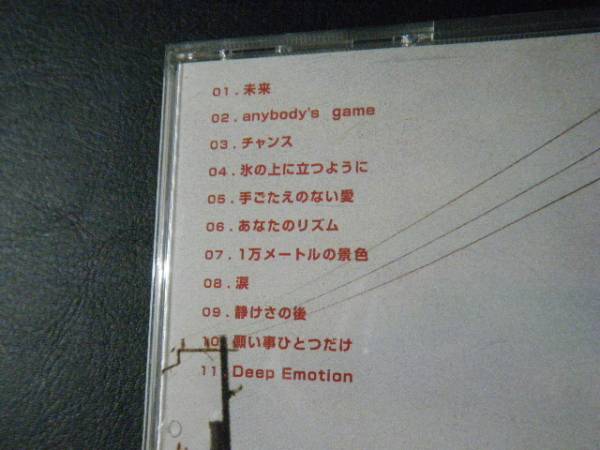 01.未来
02.anybody's game
03.チャンス
04.氷の上に立つように
05.手ごたえのない愛
06.あなたのリズム
07.1万メートルの景色
08.涙
09.静けさの後
10.願い事ひとつだけ
11.Deep Emotion